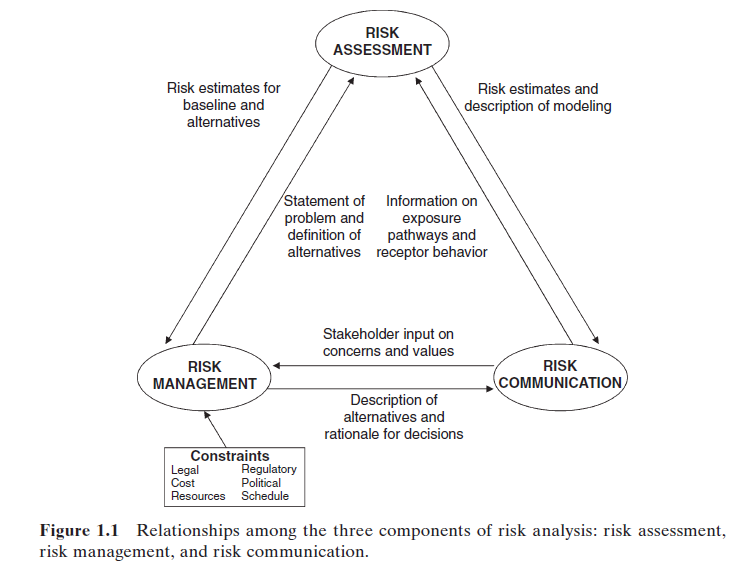 RISK
ASSESSMENT
Risk estimates for
baseline and
alternatives
Risk estimates and
description of modeling
Statement of
problem and
definition of
alternatives
Information on
exposure
pathways and
receptor behavior
Stakeholder input on
concerns and values
RISK
MANAGEMENT
RISK
COMMUNICATION
Description of
alternatives and
rationale for decisions
Constraints
Legal Regulatory
Cost Political
Resources Schedule
Figure 1.1 Relationships among the three components of risk analysis: risk assessment,
risk management, and risk communication.